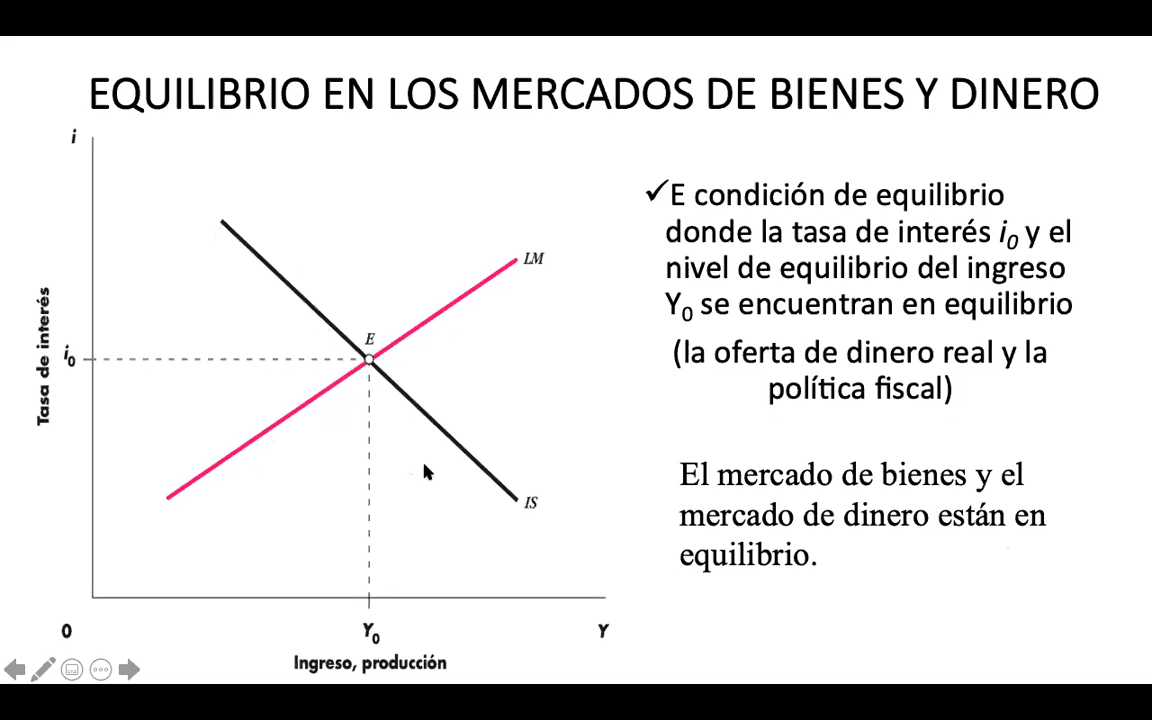 EQUILIBRIO EN LOS MERCADOS DE BIENES Y DINERO
i
LM
E
i0
Tasa de interés
IS
0
Y0
Y
Ingreso, producción
✓E condición de equilibrio
donde la tasa de interés i0 y el
nivel de equilibrio del ingreso
Y0 se encuentran en equilibrio
(la oferta de dinero real y la
política fiscal)
El mercado de bienes y el
mercado de dinero están en
equilibrio.